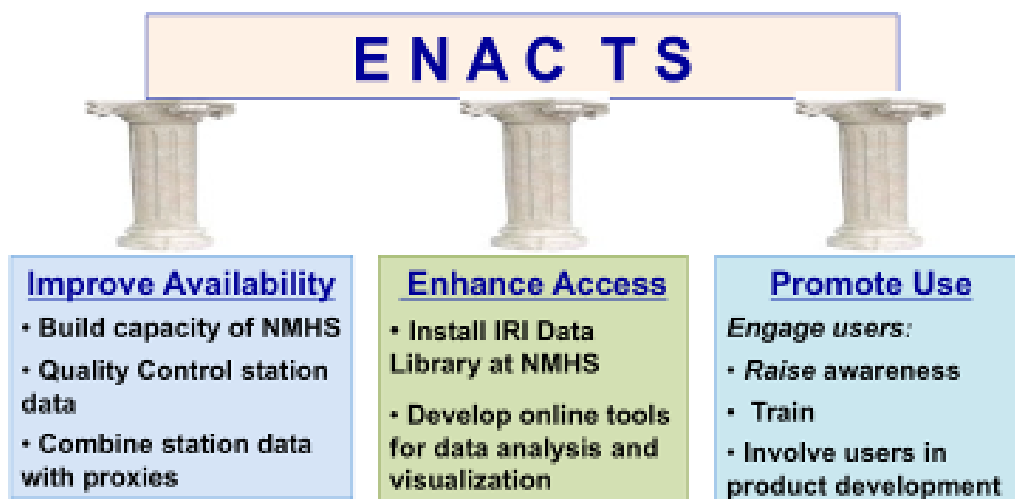 E N A C T S
Improve Availability
• Build capacity of NMHS
• Quality Control station
data
• Combine station data
with proxies
Enhance Access
• Install IRI Data
Library at NMHS
• Develop online tools
for data analysis and
visualization
Promote Use
Engage users:
• Raise awareness
• Train
• Involve users in
product development